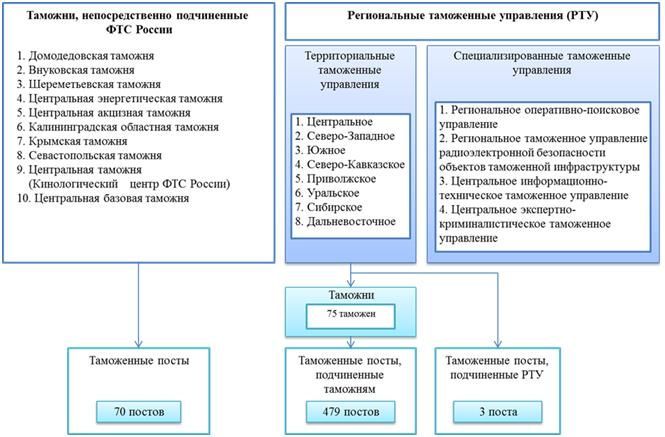 Таможни, непосредственно подчиненные
ФТС России
1. Домодедовская таможня
2. Внуковская таможня
3. Шереметьевская таможня
4. Центральная энергетическая таможня
5. Центральная акцизная таможня
6. Калининградская областная таможня
7. Крымская таможня
8. Севастопольская таможня
9. Центральная таможня
(Кинологический центр ФТС России)
10. Центральная базовая таможня
Региональные таможенные управления (РТУ)
Территориальные
таможенные
управления
1. Центральное
2. Северо-Западное
3. Южное
4. Северо-Кавказское
5. Приволжское
6. Уральское
7. Сибирское
8. Дальневосточное
Специализированные таможенные
управления
1. Региональное оперативно-поисковое
управление
2. Региональное таможенное управление
радиоэлектронной безопасности
объектов таможенной инфраструктуры
3. Центральное информационно-
техническое таможенное управление
4. Центральное экспертно-
криминалистическое таможенное
управление
Таможни
75 таможен
Таможенные посты
70 постов
Таможенные посты,
подчиненные
таможням
479 постов
Таможенные посты,
подчиненные РТУ
3 поста